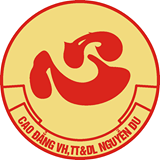 CAO ĐẲNG VH,TT&DL NGUYỄN DU